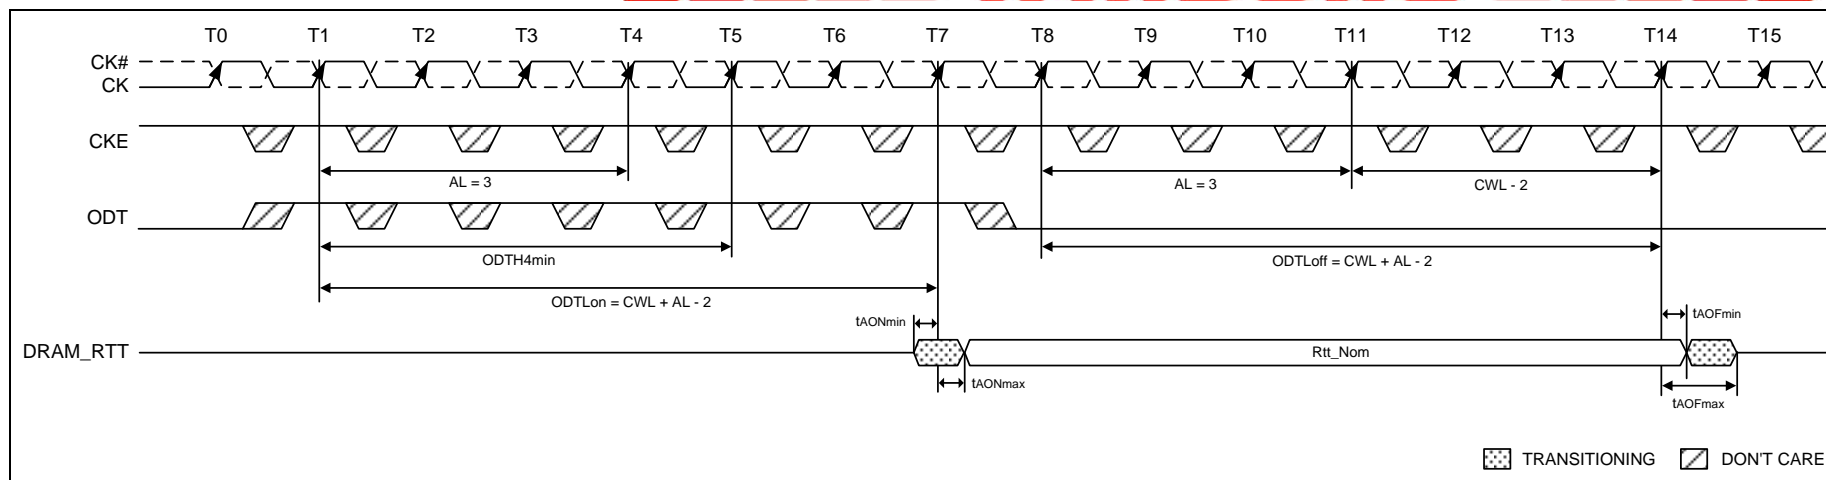 T0 T1 T2 T3 T4 T5 T6 T7 T8 T9 T10 T11 T12 T13 T14 T15
CK#
CK
CKE
AL = 3 AL = 3 CWL - 2
ODT
ODTH4min ODTLoff = CWL + AL - 2
ODTLon = CWL + AL - 2
tAONmin tAOFmin
DRAM_RTT Rtt_Nom
tAONmax
tAOFmax
TRANSITIONING DON'T CARE